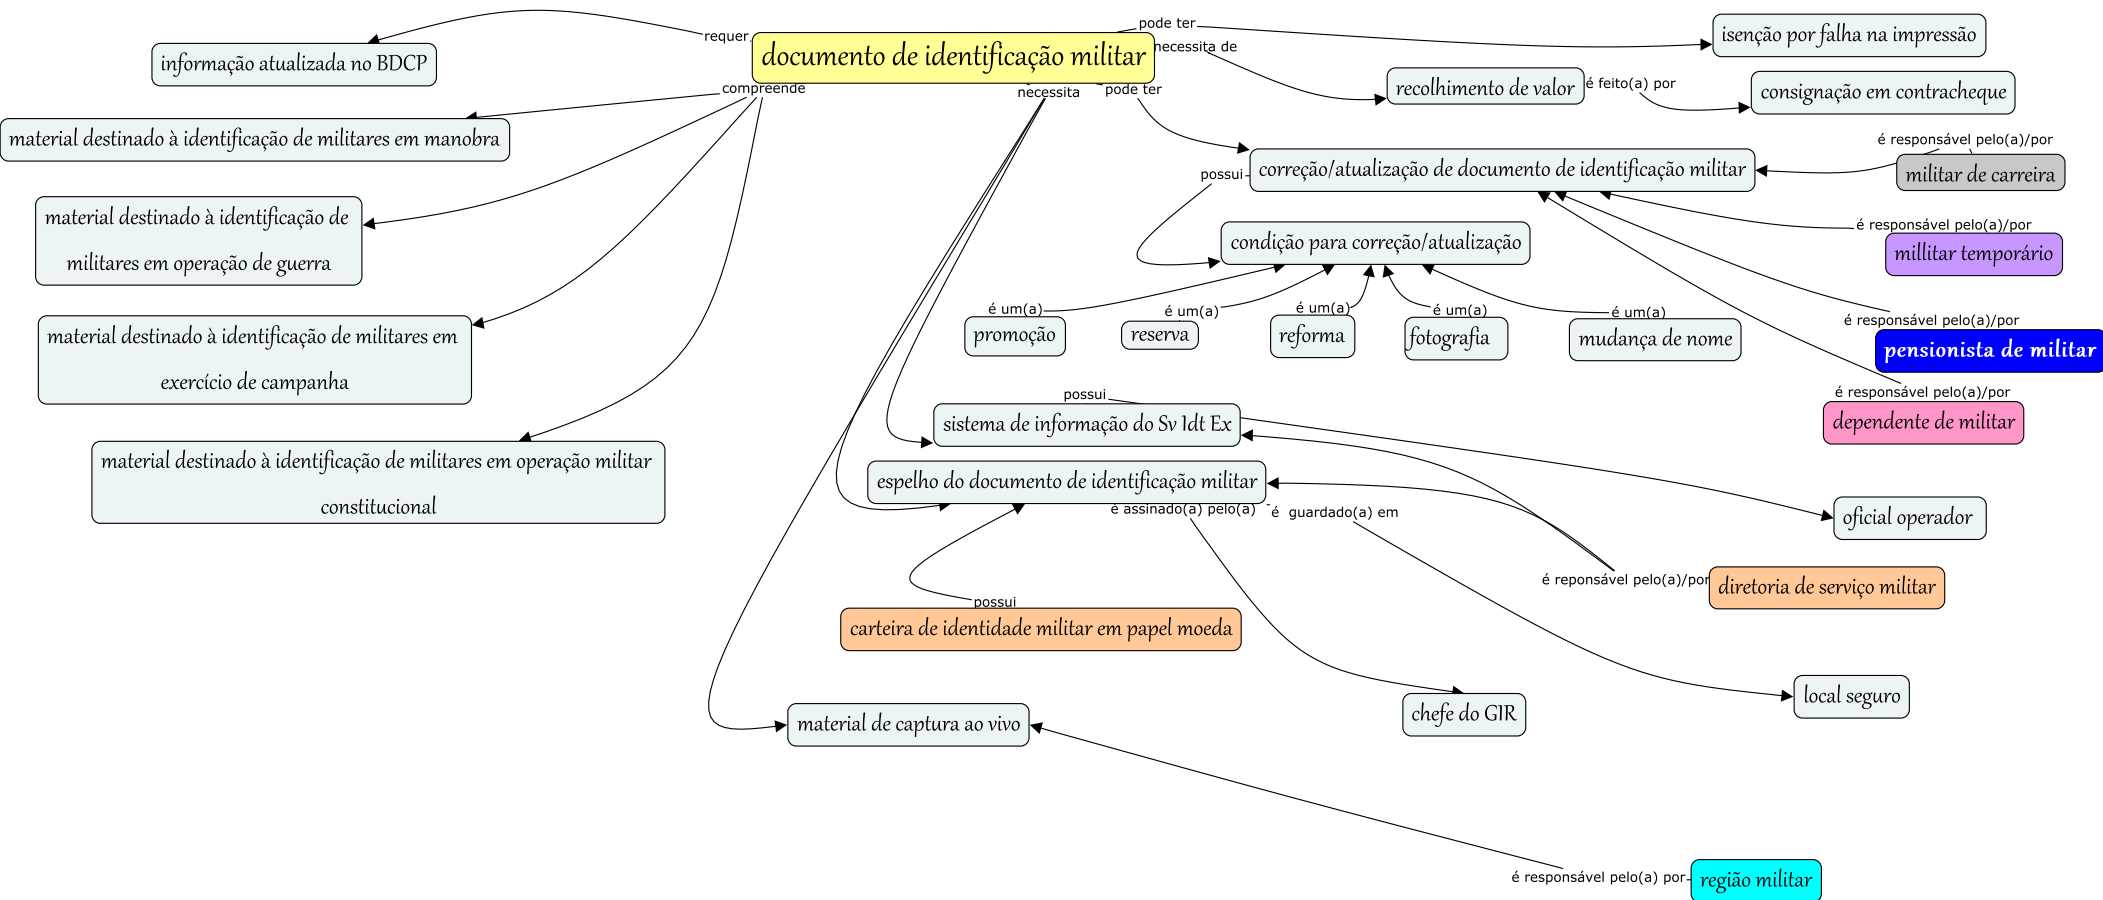 pode ter
isenção por falha na impressão
requer
documento de identificação militar
necessita de
informação atualizada no BDCP
recolhimento de valor
é feito(a) por
consignação em contracheque
compreende
necessita
pode ter
material destinado à identificação de militares em manobra
é responsável pelo(a)/por
correção/atualização de documento de identificação militar
possui
militar de carreira
material destinado à identificação de
militares em operação de guerra
é responsável pelo(a)/por
condição para correção/atualização
millitar temporário
é um(a)
é um(a)
é um(a)
é um(a)
é um(a)
promoção
reserva
reforma
fotografia
mudança de nome
é responsável pelo(a)/por
pensionista de militar
material destinado à identificação de militares em
exercício de campanha
é responsável pelo(a)/por
dependente de militar
possui
sistema de informação do Sv Idt Ex
material destinado à identificação de militares em operação militar
constitucional
espelho do documento de identificação militar
é assinado(a) pelo(a)
é  guardado(a) em
oficial operador
é reponsável pelo(a)/por
diretoria de serviço militar
possui
carteira de identidade militar em papel moeda
local seguro
chefe do GIR
material de captura ao vivo
é responsável pelo(a) por
região militar